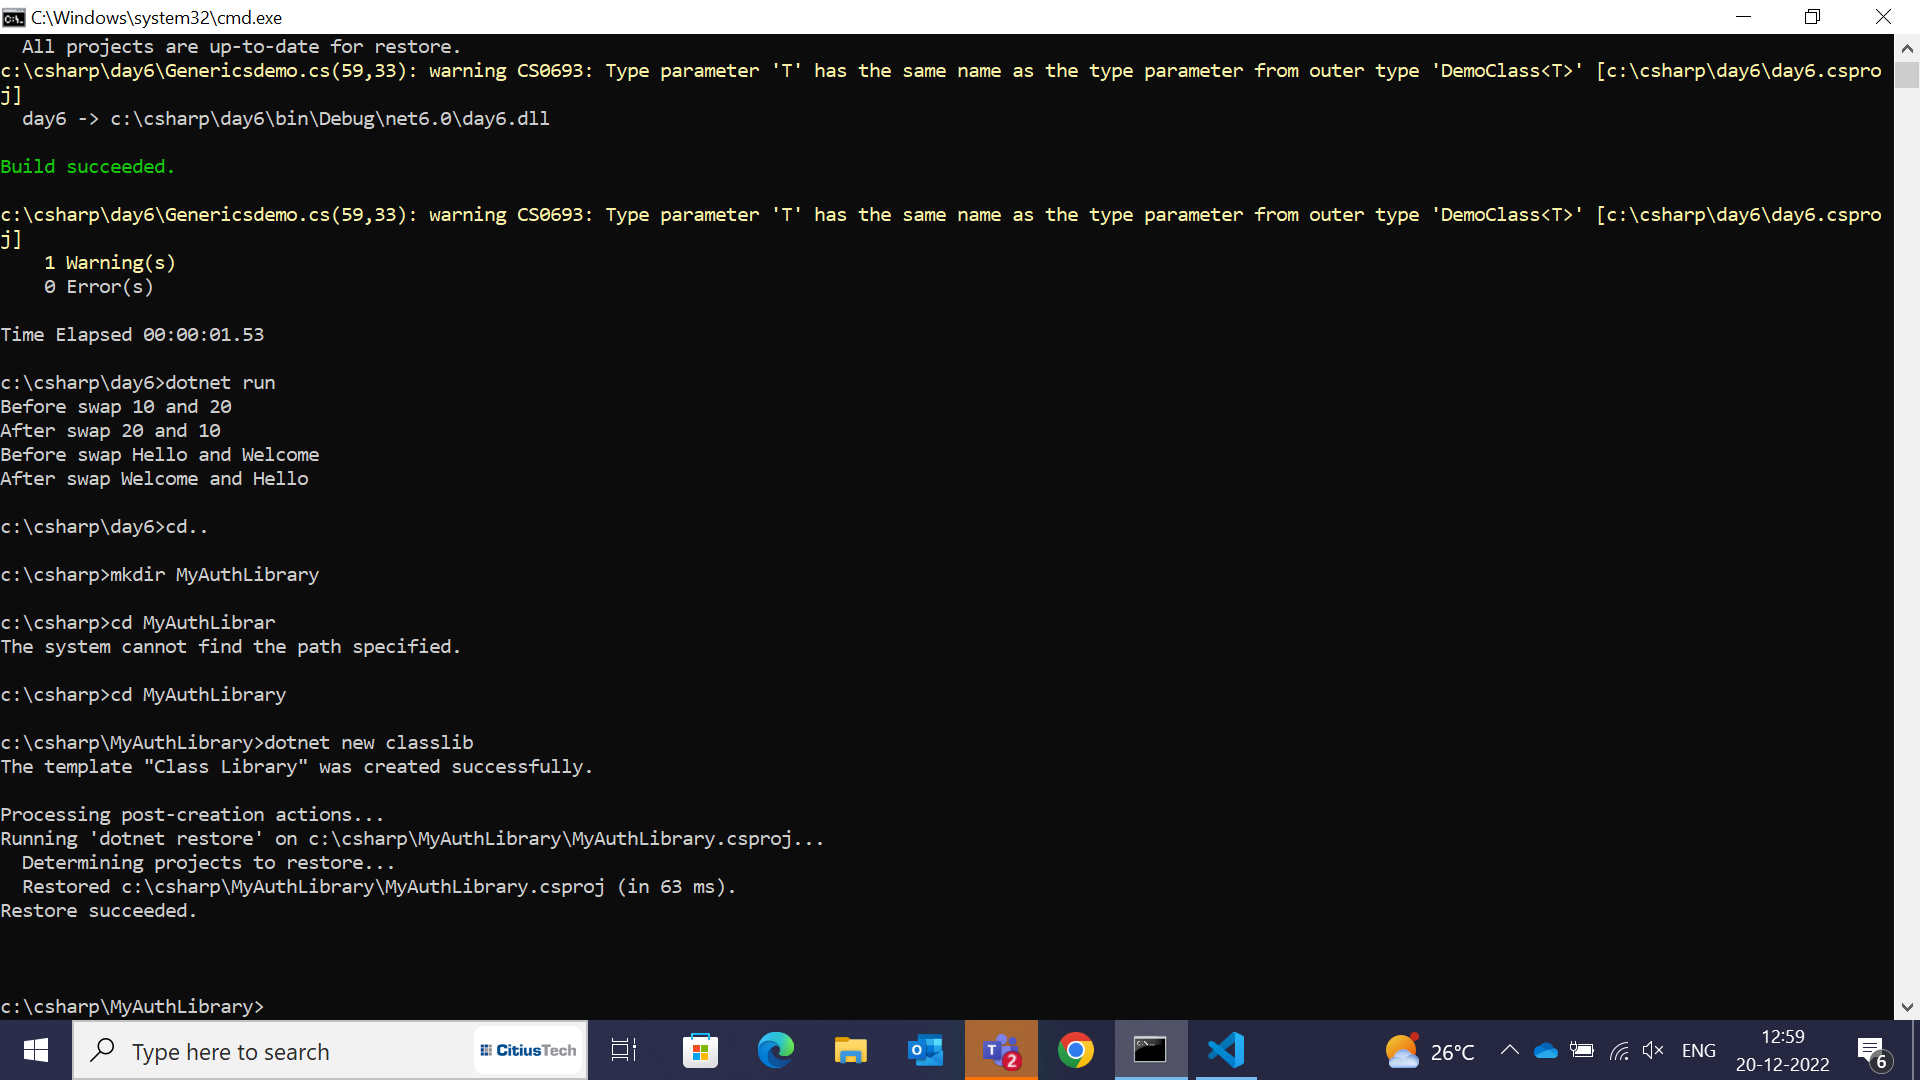 C:\Windows\system32\cmd.exe
All projects are up-to-date for restore.
c:\csharp\day6\Genericsdemo.cs(59,33): warning CS0693: Type parameter 'T' has the same name as the type parameter from outer type 'DemoClass<T>' [c:\csharp\day6\day6.cspro
j]
day6 -> c:\csharp\day6\bin\Debug\net6.0\day6.dll
Build succeeded.
c:\csharp\day6\Genericsdemo.cs(59,33): warning CS0693: Type parameter 'T' has the same name as the type parameter from outer type 'DemoClass<T>' [c:\csharp\day6\day6.cspro
j]
1 Warning(s)
0 Error(s)
Time Elapsed 00:00:01.53
c:\csharp\day6>dotnet run
Before swap 10 and 20
After swap 20 and 10
Before swap Hello and Welcome
After swap Welcome and Hello
c:\csharp\day6>cd..
c:\csharp>mkdir MyAuthLibrary
c:\csharp>cd MyAuthLibrar
The system cannot find the path specified.
c:\csharp>cd MyAuthLibrary
c:\csharp\MyAuthLibrary>dotnet new classlib
The template "Class Library" was created successfully.
Processing post-creation actions...
Running 'dotnet restore' on c:\csharp\MyAuthLibrary\MyAuthLibrary.csproj...
Determining projects to restore...
Restored c:\csharp\MyAuthLibrary\MyAuthLibrary.csproj (in 63 ms).
Restore succeeded.
c:\csharp\MyAuthLibrary>
Type here to search
CitiusTech
2
26°C
ENG
12:59
20-12-2022
6